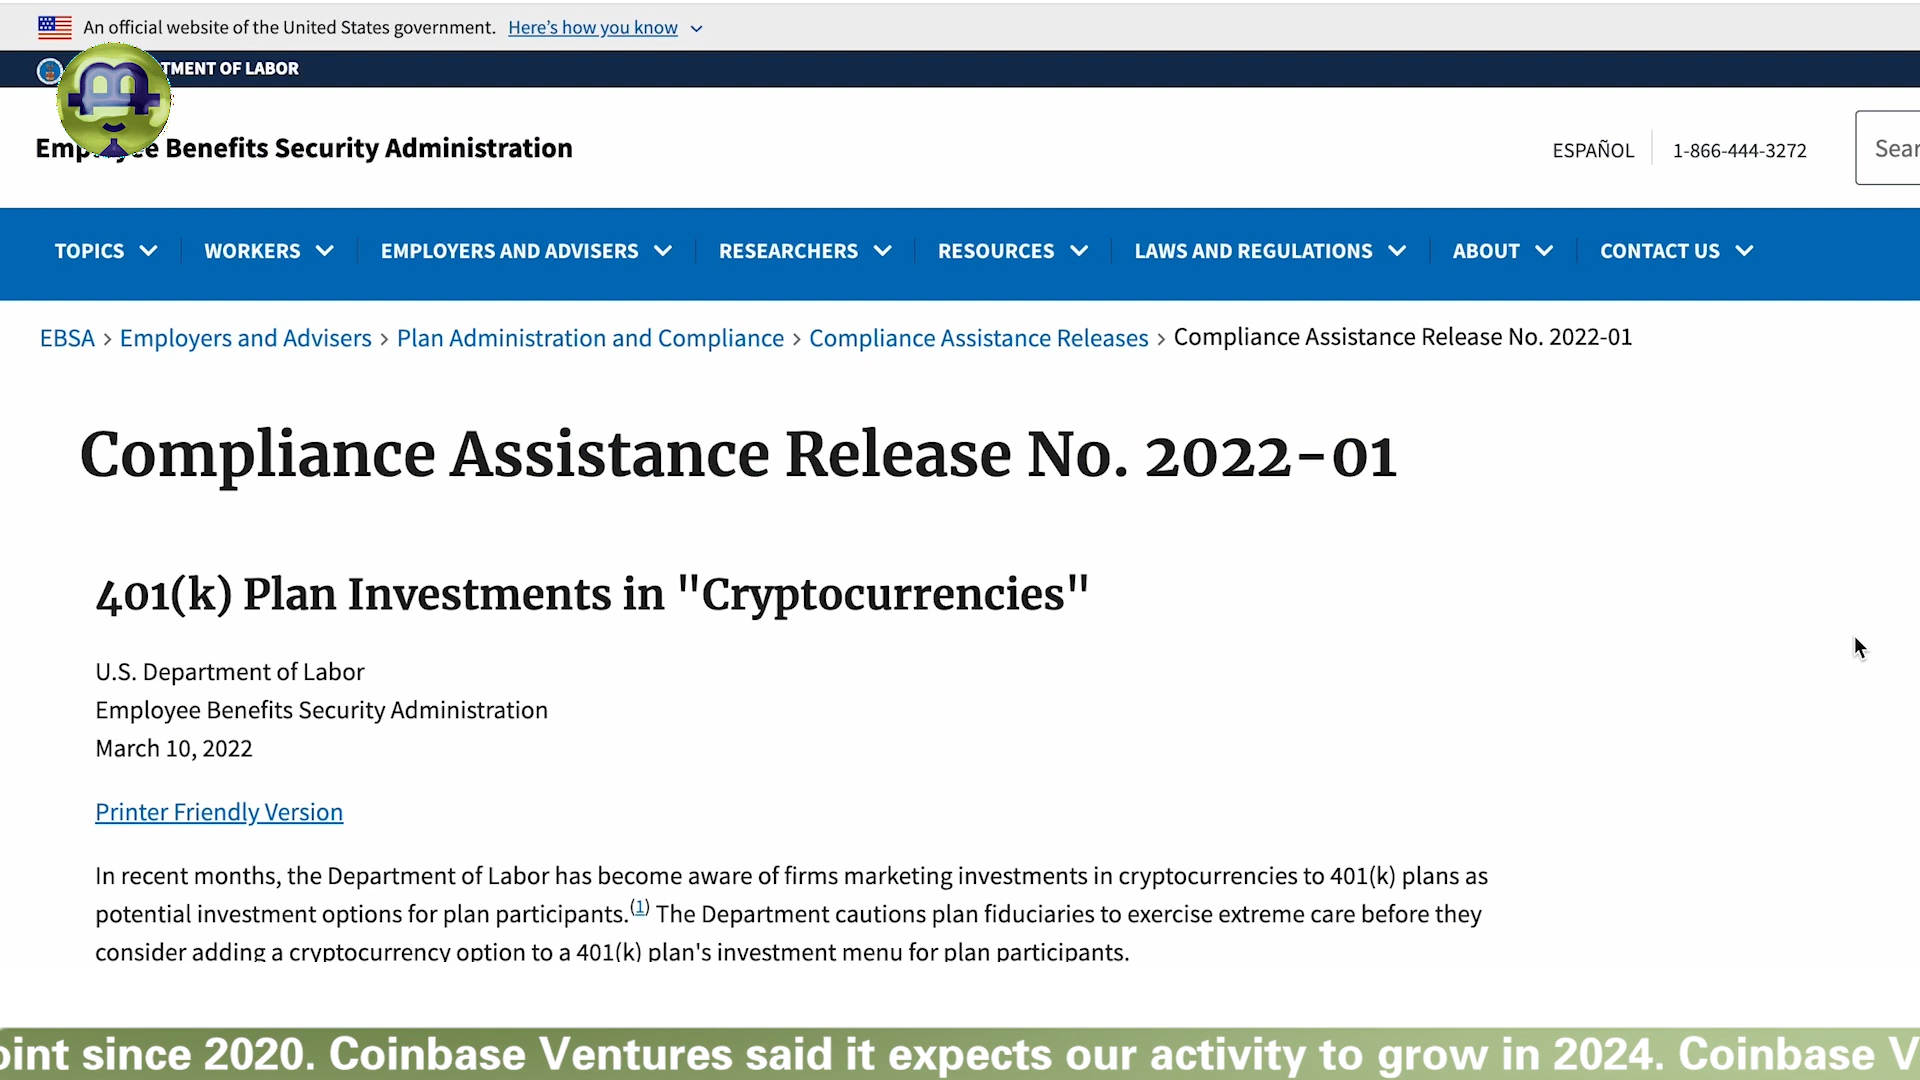 An official website of the United States government. Here's how you know
TMENT OF LABOR
Benefits Security Administration
ESPAÑOL 1-866-444-3272
TOPICS WORKERS EMPLOYERS AND ADVISERS RESEARCHERS RESOURCES LAWS AND REGULATIONS ABOUT CONTACT US
EBSA > Employers and Advisers > Plan Administration and Compliance > Compliance Assistance Releases > Compliance Assistance Release No. 2022-01
Compliance Assistance Release No. 2022-01
401(k) Plan Investments in "Cryptocurrencies"
U.S. Department of Labor
Employee Benefits Security Administration
March 10, 2022
Printer Friendly Version
In recent months, the Department of Labor has become aware of firms marketing investments in cryptocurrencies to 401(k) plans as
potential investment options for plan participants.(1) The Department cautions plan fiduciaries to exercise extreme care before they
consider adding a cryptocurrency option to a 401(k) plan's investment menu for plan participants.
oint since 2020. Coinbase Ventures said it expects our activity to grow in 2024. Coinbase V